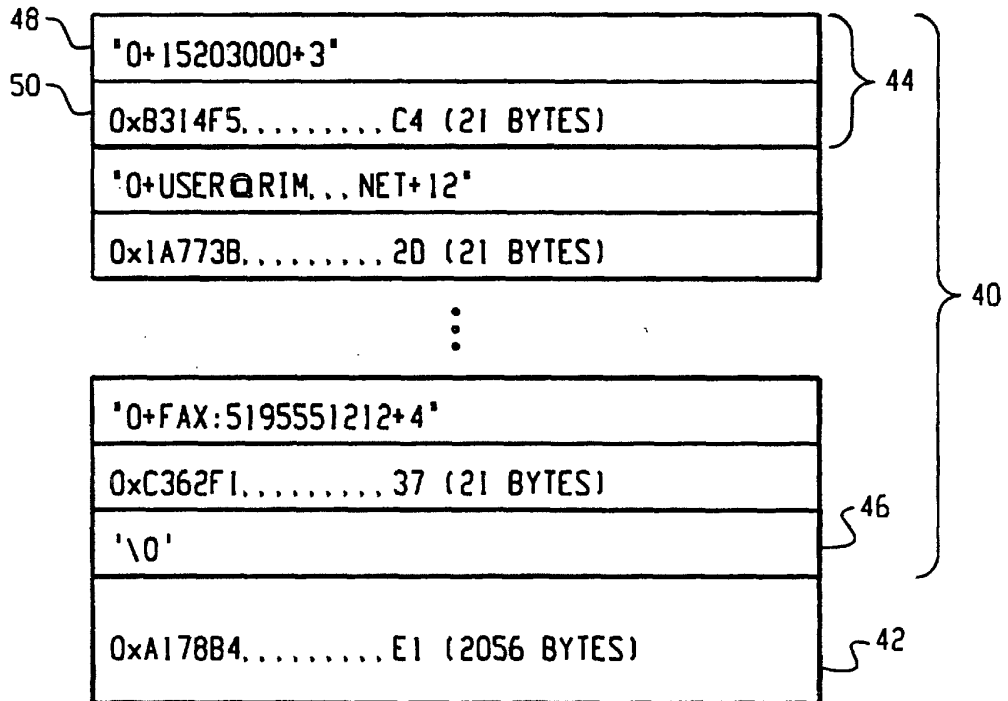 48
"0+15203000+3"
44
50
0xB314F5......... C4 (21 BYTES)
"0+USER@RIM... NET+12"
0x1A773B......... 2D (21 BYTES)
40
"0+FAX:5195551212+4"
0xC362F1......... 37 (21 BYTES)
46
'\0'
0xA178B4......... E1 (2056 BYTES)
42